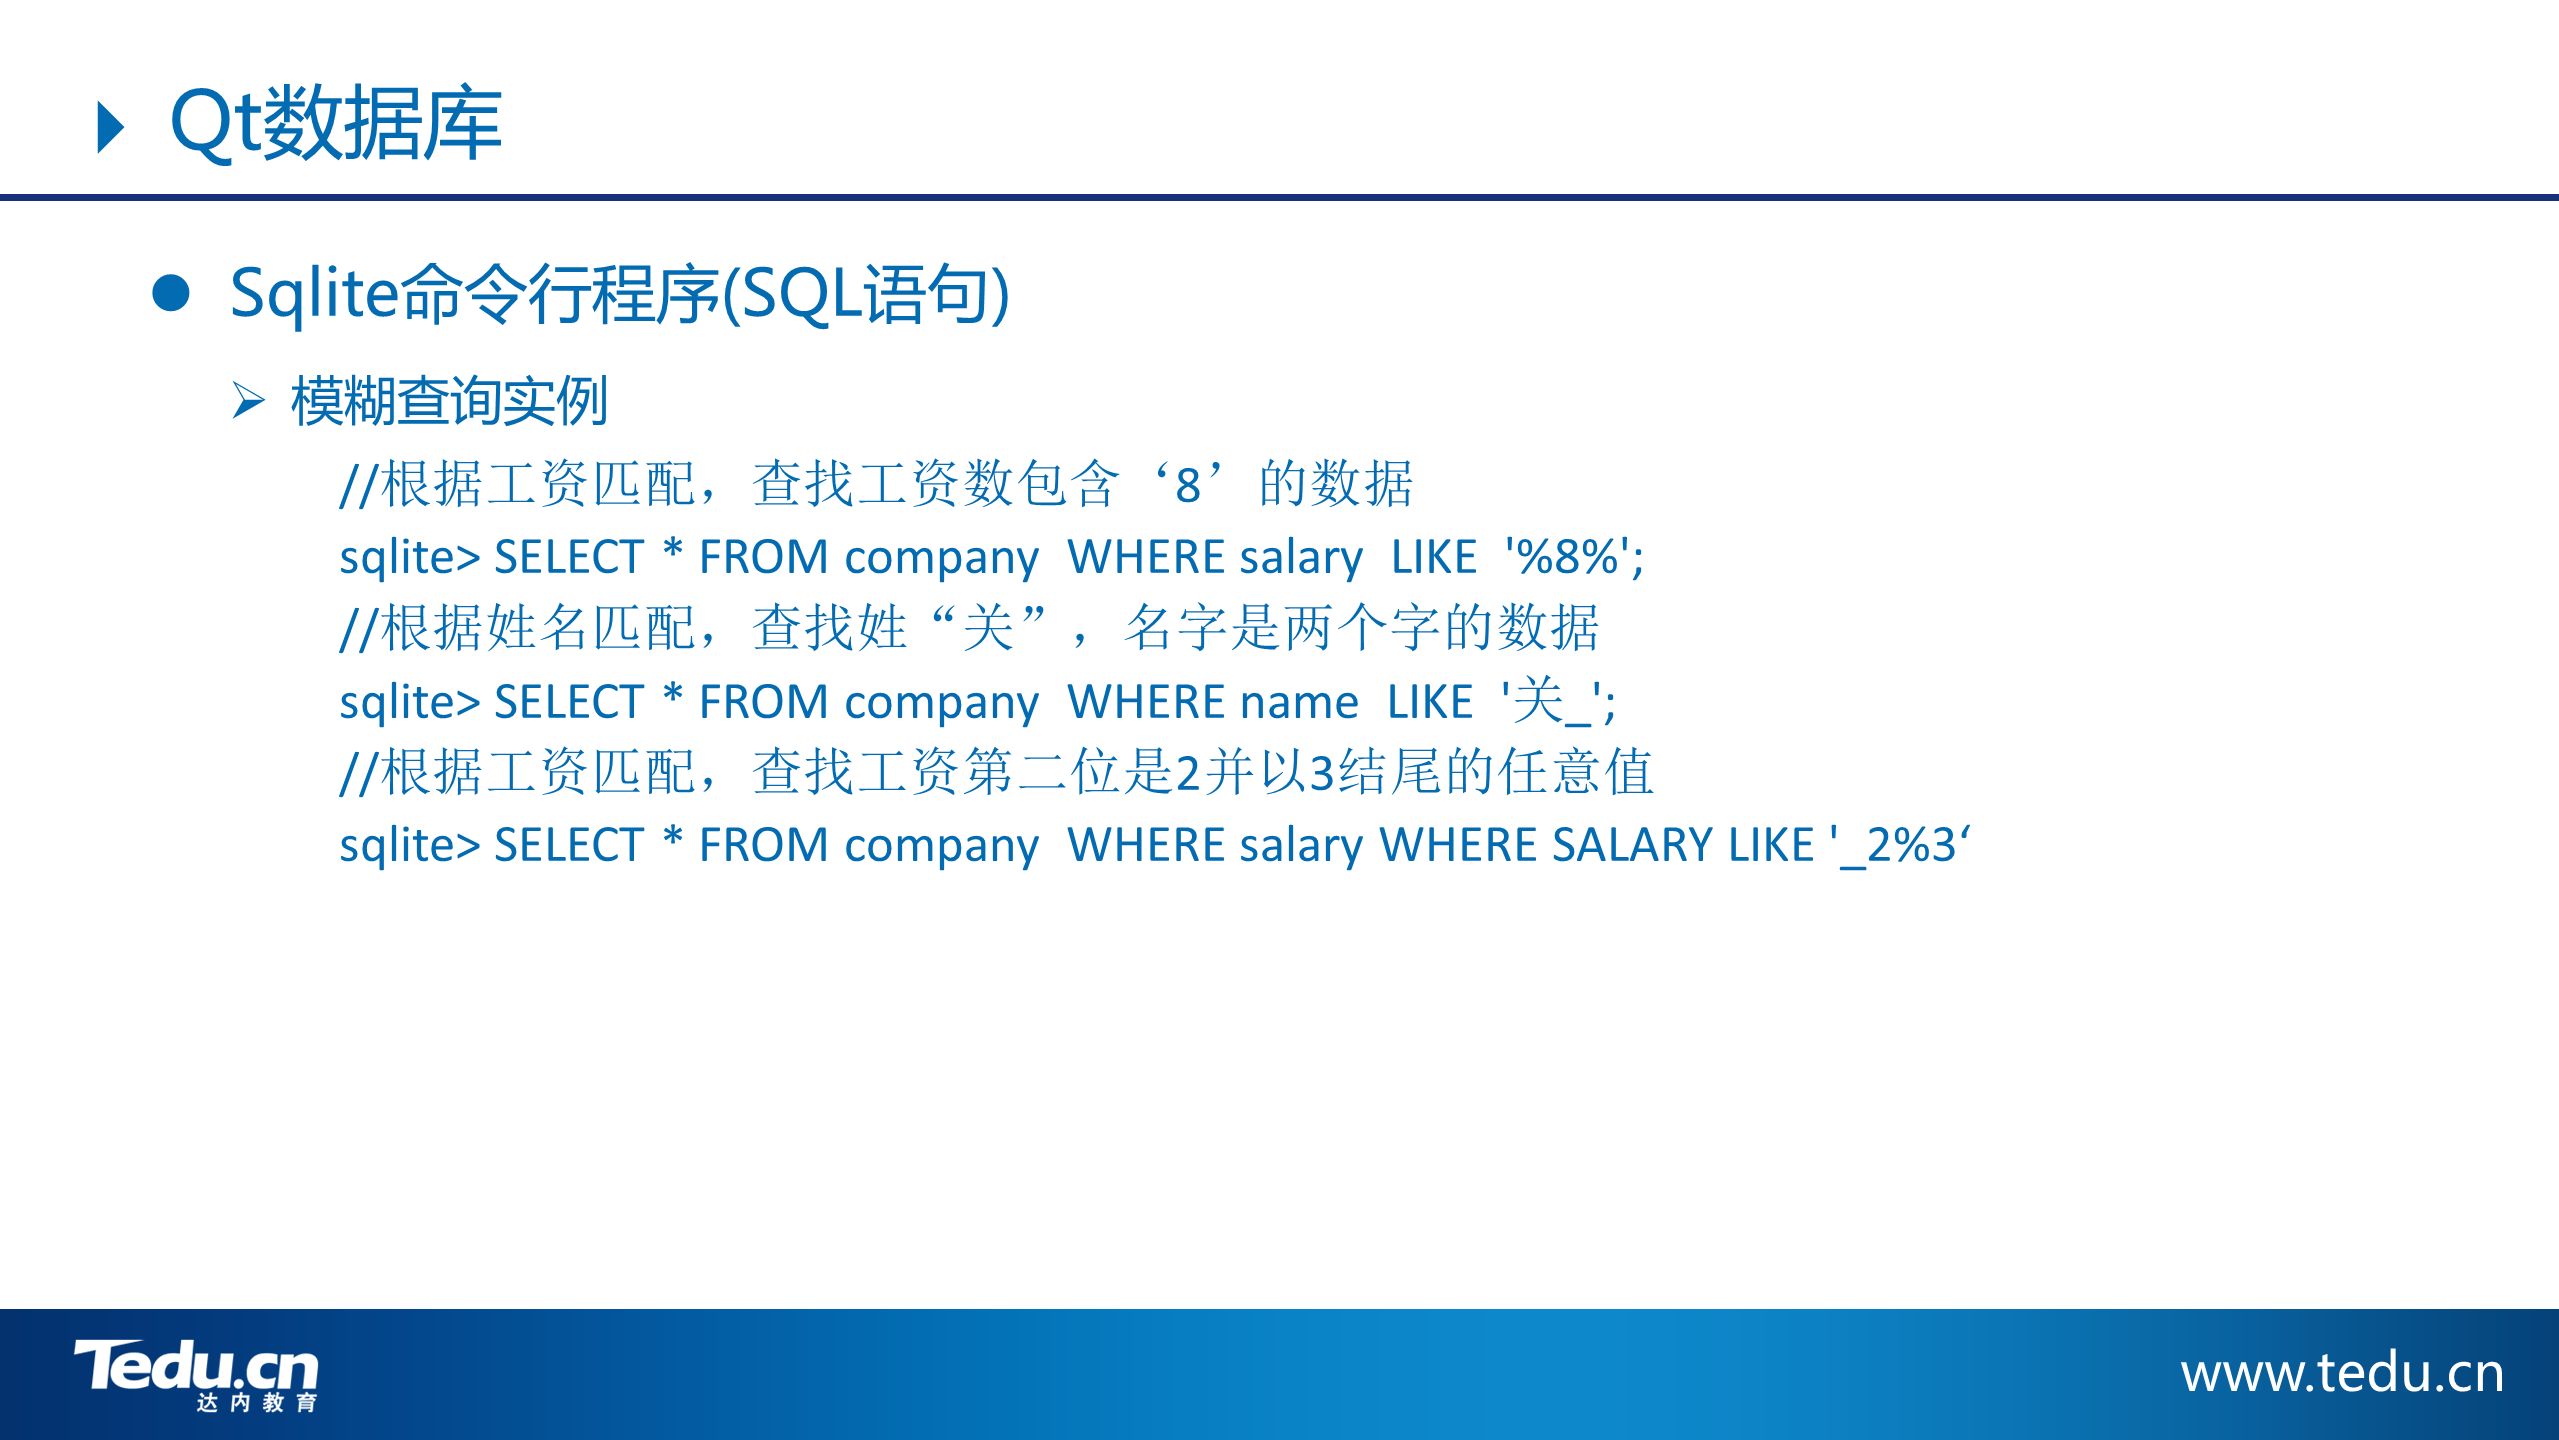 Qt数据库
Sqlite命令行程序(SQL语句)
模糊查询实例
//根据工资匹配，查找工资数包含‘8’的数据
sqlite> SELECT * FROM company  WHERE salary  LIKE  '%8%';
//根据姓名匹配，查找姓“关”，名字是两个字的数据
sqlite> SELECT * FROM company  WHERE name  LIKE  '关_';
//根据工资匹配，查找工资第二位是2并以3结尾的任意值
sqlite> SELECT * FROM company  WHERE salary WHERE SALARY LIKE '_2%3‘
Tedu.cn
达内教育
www.tedu.cn